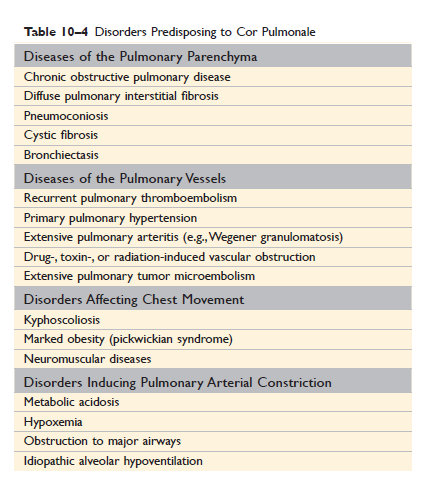 Table 10–4 Disorders Predisposing to Cor Pulmonale
Diseases of the Pulmonary Parenchyma
Chronic obstructive pulmonary disease
Diffuse pulmonary interstitial fibrosis
Pneumoconiosis
Cystic fibrosis
Bronchiectasis
Diseases of the Pulmonary Vessels
Recurrent pulmonary thromboembolism
Primary pulmonary hypertension
Extensive pulmonary arteritis (e.g., Wegener granulomatosis)
Drug-, toxin-, or radiation-induced vascular obstruction
Extensive pulmonary tumor microembolism
Disorders Affecting Chest Movement
Kyphoscoliosis
Marked obesity (pickwickian syndrome)
Neuromuscular diseases
Disorders Inducing Pulmonary Arterial Constriction
Metabolic acidosis
Hypoxemia
Obstruction to major airways
Idiopathic alveolar hypoventilation